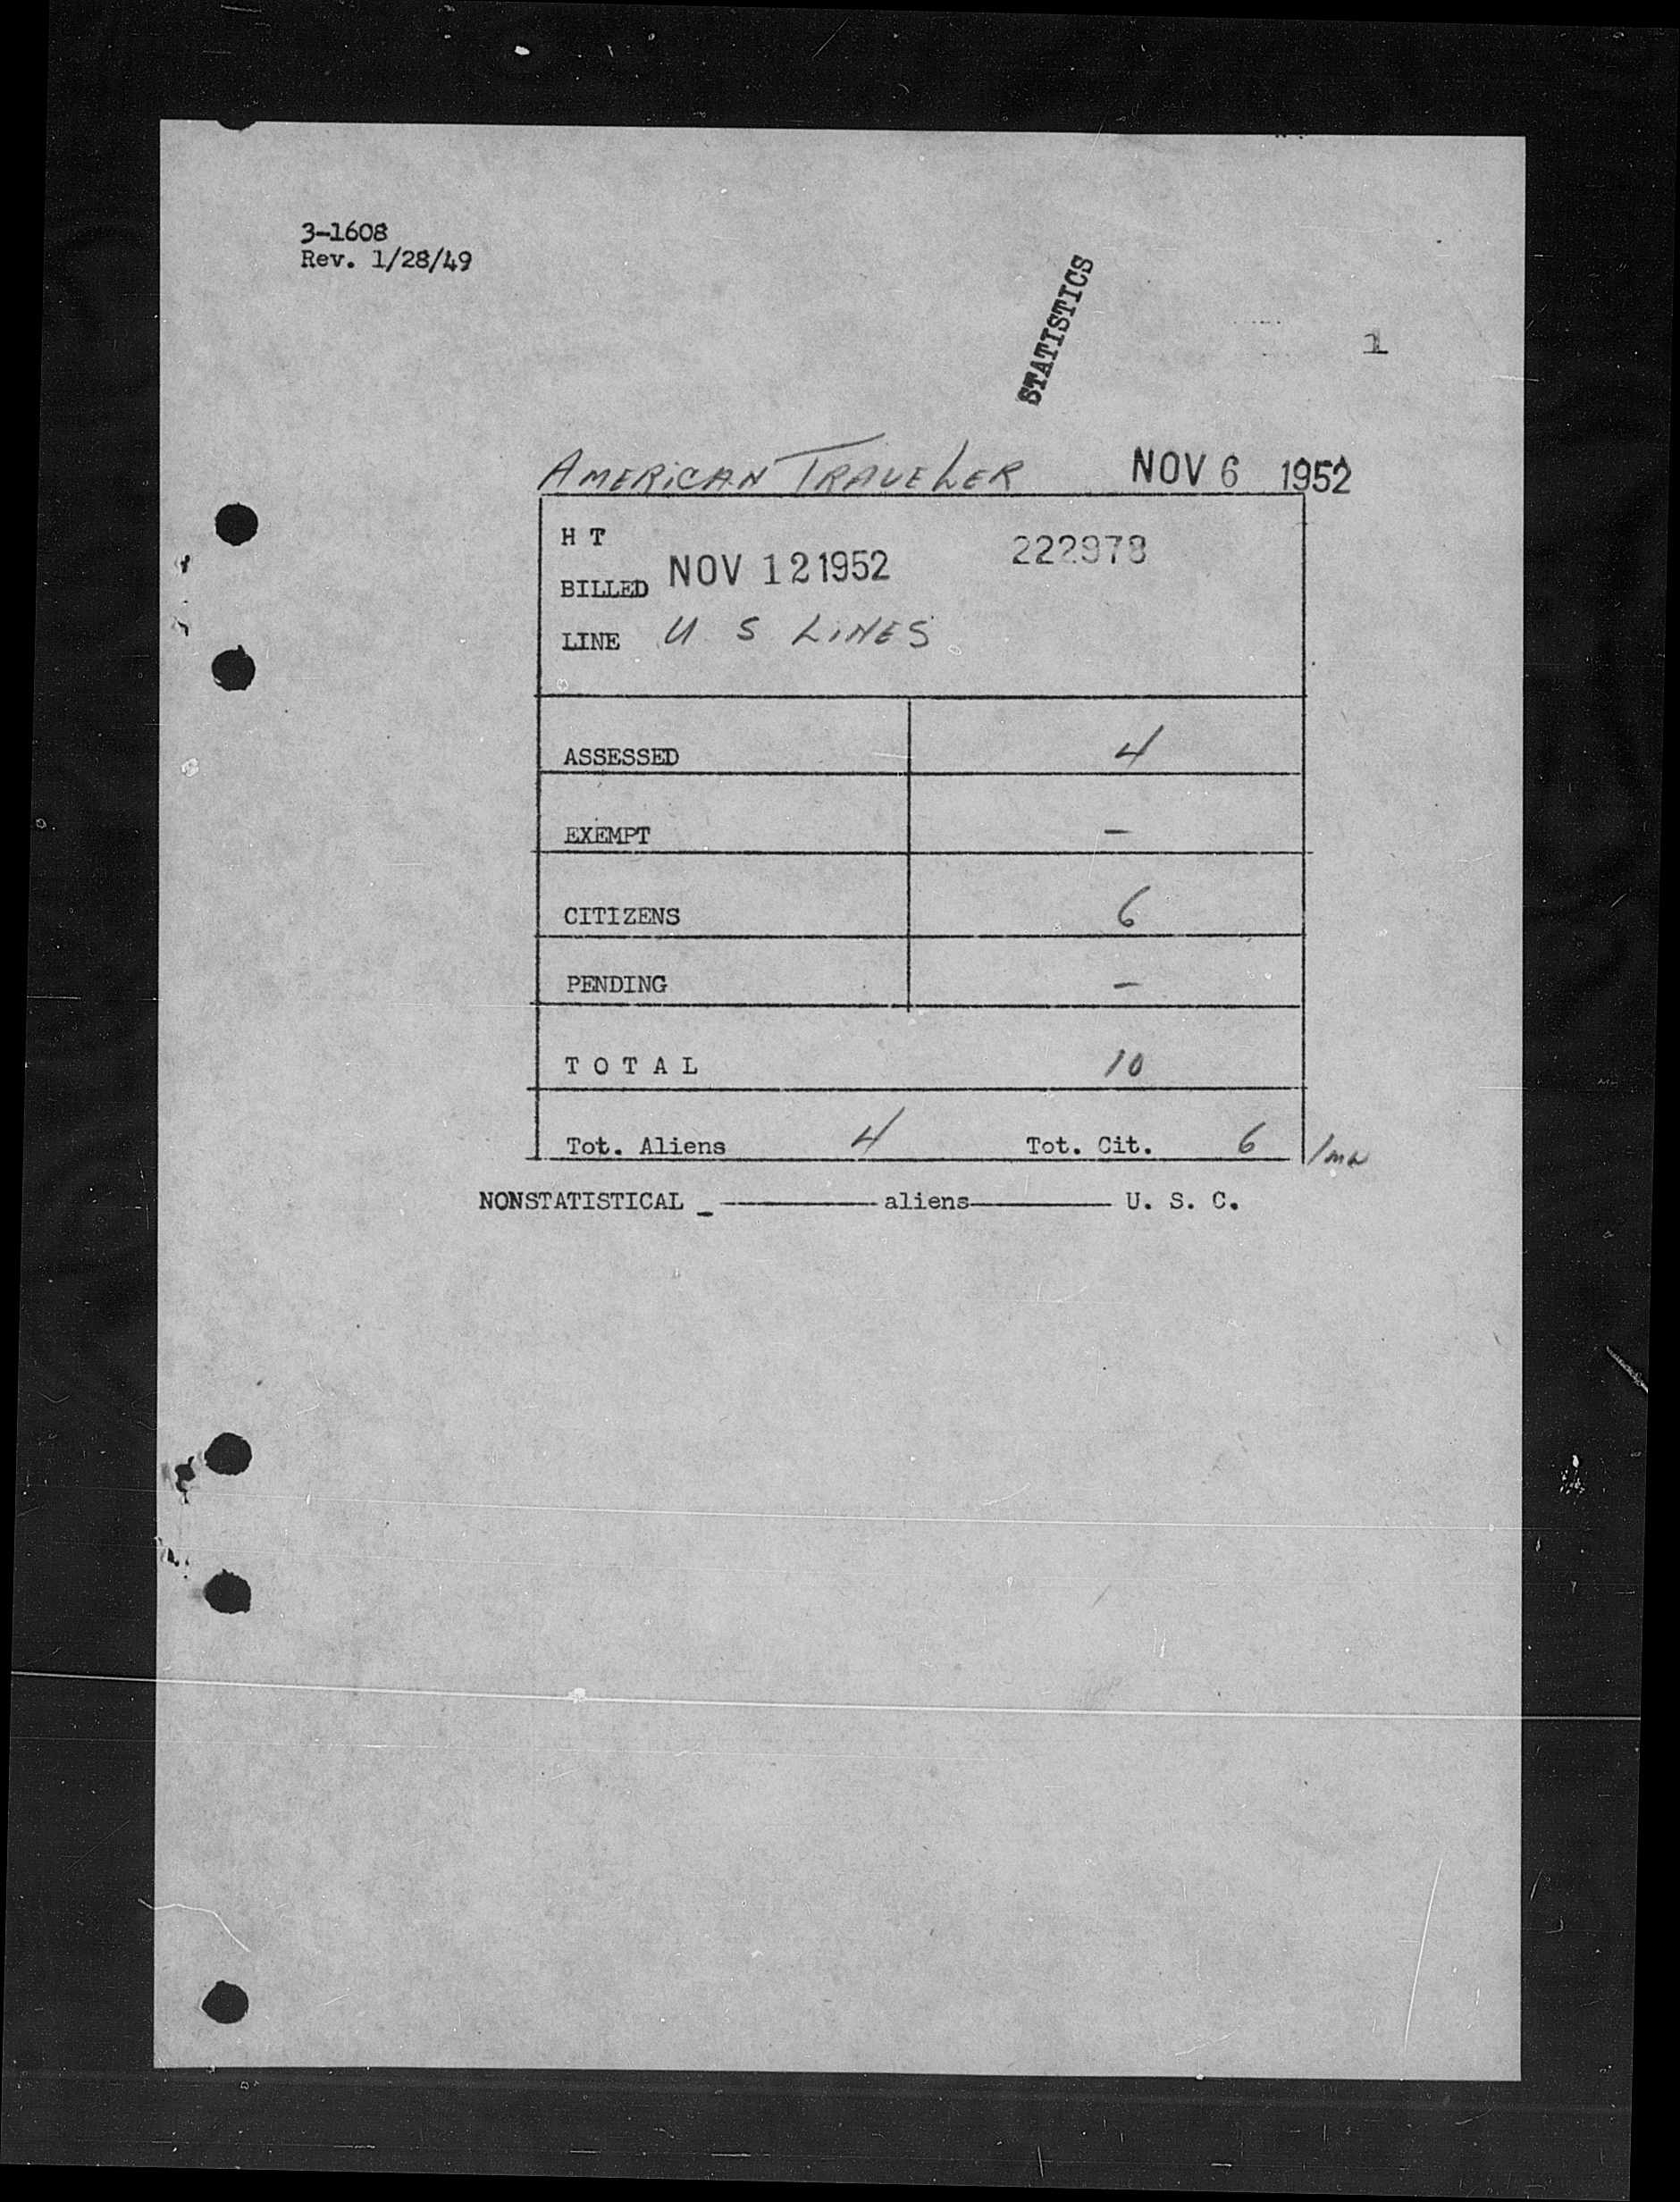 3-1608
Rev. 1/28/49
STATISTICS
1
AMERICAN TRAVELER NOV 6 1952
H T
222978
BILLED NOV 12 1952
LINE U S LINES
ASSESSED 4
EXEMPT —
CITIZENS 6
PENDING —
T O T A L 10
Tot. Aliens 4 Tot. Cit. 6
NONSTATISTICAL _ ———— aliens ———— U. S. C.